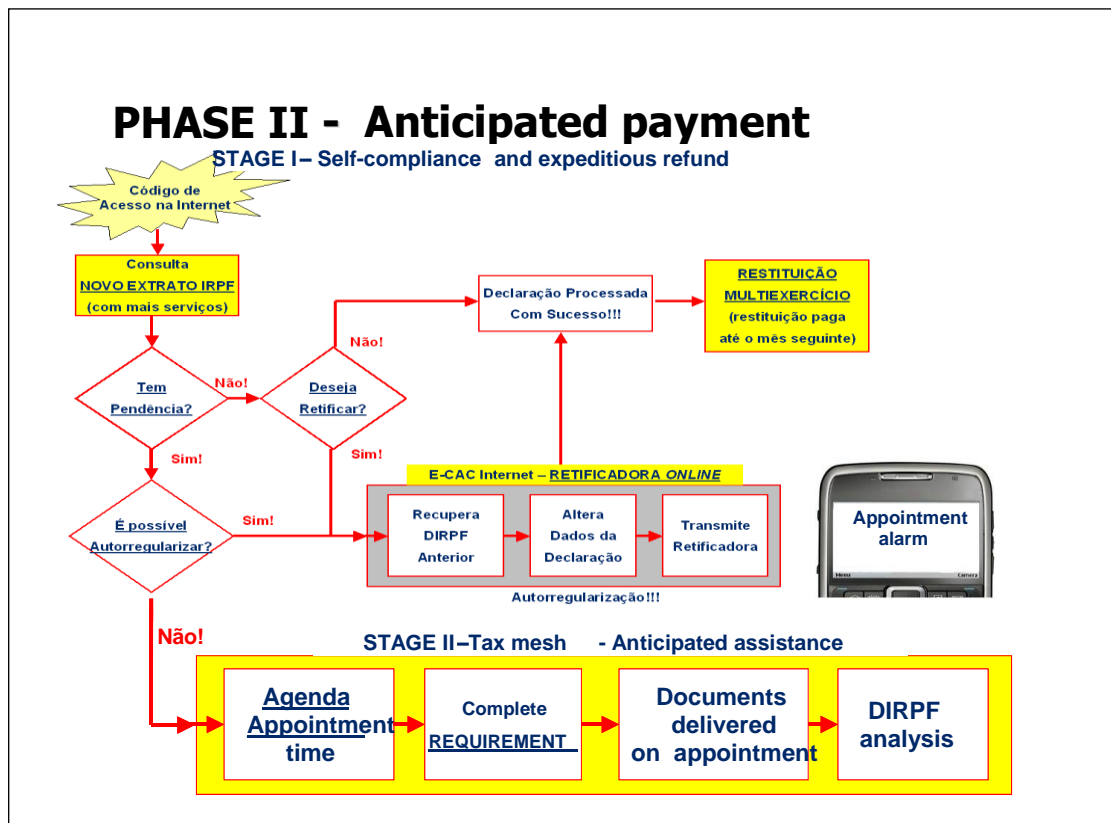 PHASE II - Anticipated payment
STAGE I – Self-compliance and expeditious refund
Código de
Acesso na Internet
Consulta
NOVO EXTRATO IRPF
(com mais serviços)
Declaração Processada
Com Sucesso!!!
RESTITUIÇÃO
MULTIEXERCÍCIO
(restituição paga
até o mês seguinte)
Não!
Tem
Pendência?
Não!
Deseja
Retificar?
Sim!
Sim!
E-CAC Internet – RETIFICADORA ONLINE
É possível
Autorregularizar?
Sim!
Recupera
DIRPF
Anterior
Altera
Dados da
Declaração
Transmite
Retificadora
Autorregularização!!!
Appointment
alarm
Menu
Camera
Não!
STAGE II – Tax mesh - Anticipated assistance
Agenda
Appointment
time
Complete
REQUIREMENT
Documents
delivered
on appointment
DIRPF
analysis